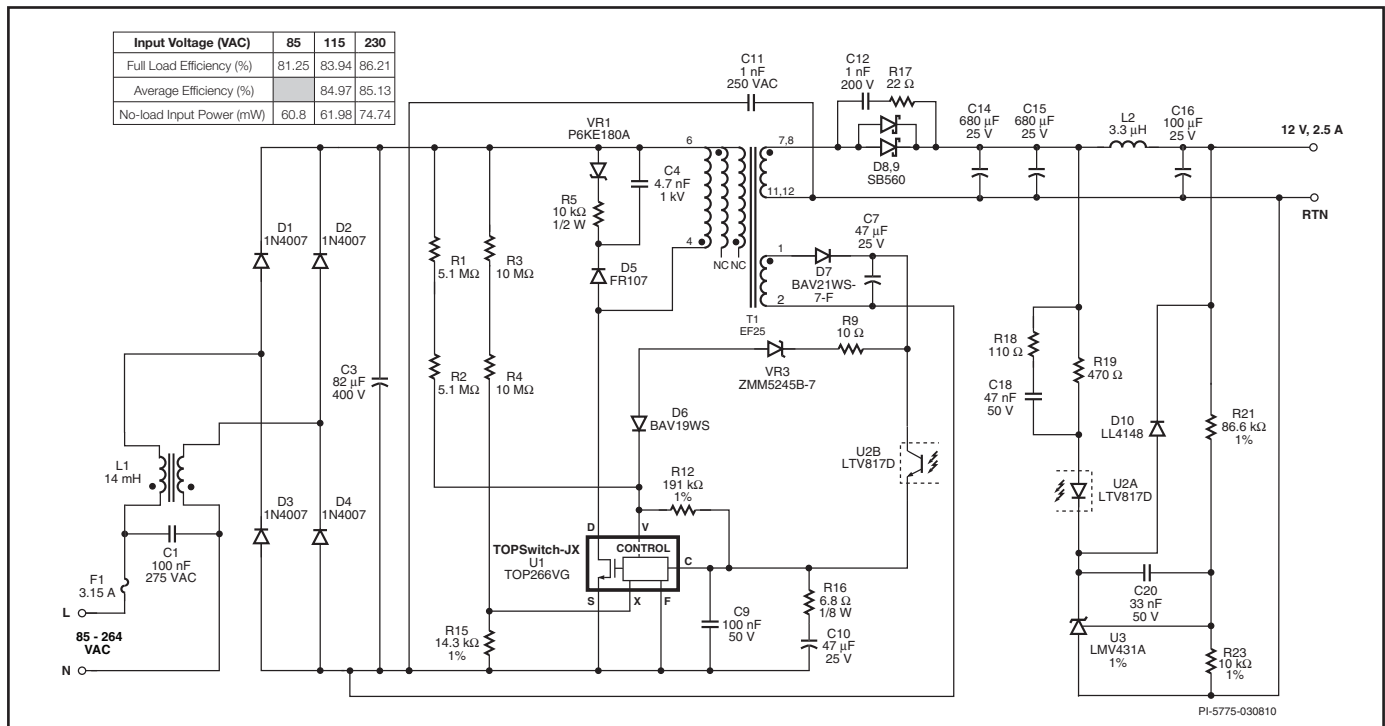 Input Voltage (VAC) 85 115 230
Full Load Efficiency (%) 81.25 83.94 86.21
Average Efficiency (%) 84.97 85.13
No-load Input Power (mW) 60.8 61.98 74.74
C11
1 nF
250 VAC
C12
1 nF
200 V
R17
22 Ω
C14
680 µF
25 V
C15
680 µF
25 V
L2
3.3 µH
C16
100 µF
25 V
12 V, 2.5 A
RTN
VR1
P6KE180A
C4
4.7 nF
1 kV
R5
10 kΩ
1/2 W
D5
FR107
6
4
NC NC
7,8
11,12
D8,9
SB560
1
2
T1
EF25
D7
BAV21WS-
7-F
C7
47 µF
25 V
D1
1N4007
D2
1N4007
R1
5.1 MΩ
R3
10 MΩ
R2
5.1 MΩ
R4
10 MΩ
C3
82 µF
400 V
VR3
ZMM5245B-7
R9
10 Ω
D6
BAV19WS
R12
191 kΩ
1%
U2B
LTV817D
R18
110 Ω
C18
47 nF
50 V
R19
470 Ω
D10
LL4148
R21
86.6 kΩ
1%
U2A
LTV817D
L1
14 mH
D3
1N4007
D4
1N4007
C1
100 nF
275 VAC
F1
3.15 A
L
85 - 264
VAC
N
TOPSwitch-JX
U1
TOP266VG
D
V
CONTROL
C
S
X
F
R15
14.3 kΩ
1%
C9
100 nF
50 V
R16
6.8 Ω
1/8 W
C10
47 µF
25 V
C20
33 nF
50 V
U3
LMV431A
1%
R23
10 kΩ
1%
PI-5775-030810